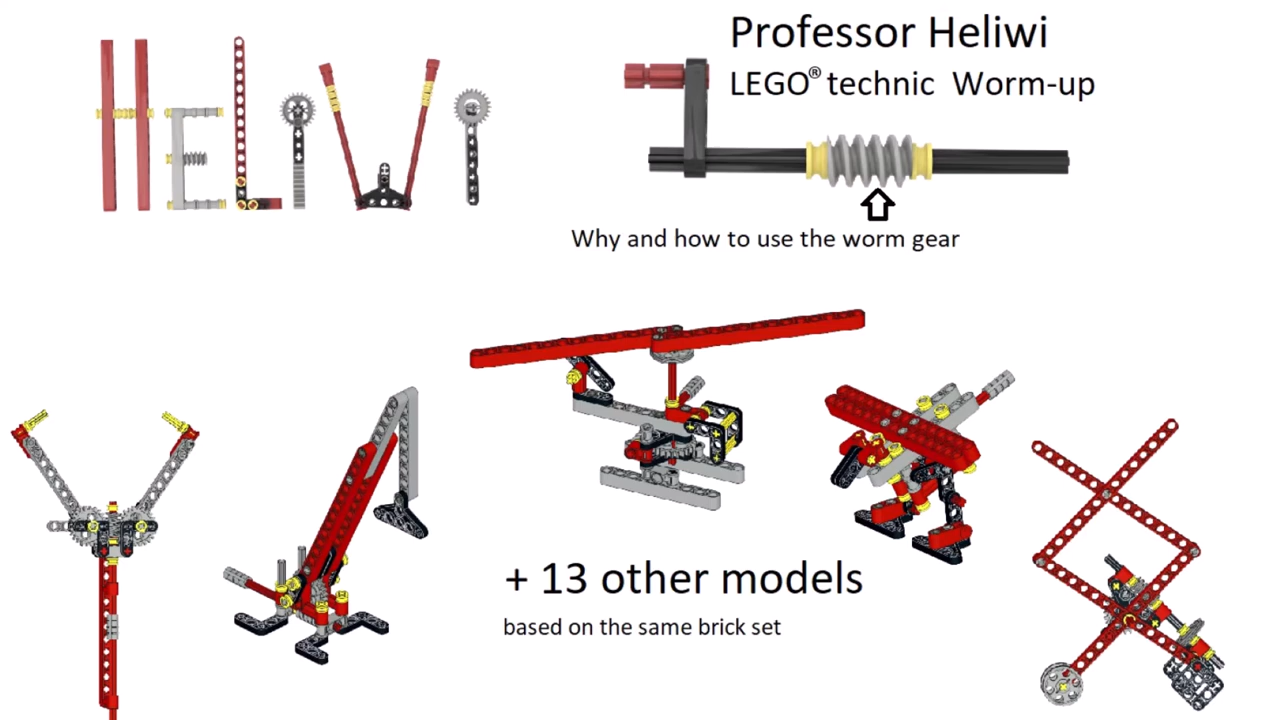 HELiWi
Professor Heliwi
LEGO® technic Worm-up
Why and how to use the worm gear
+ 13 other models
based on the same brick set